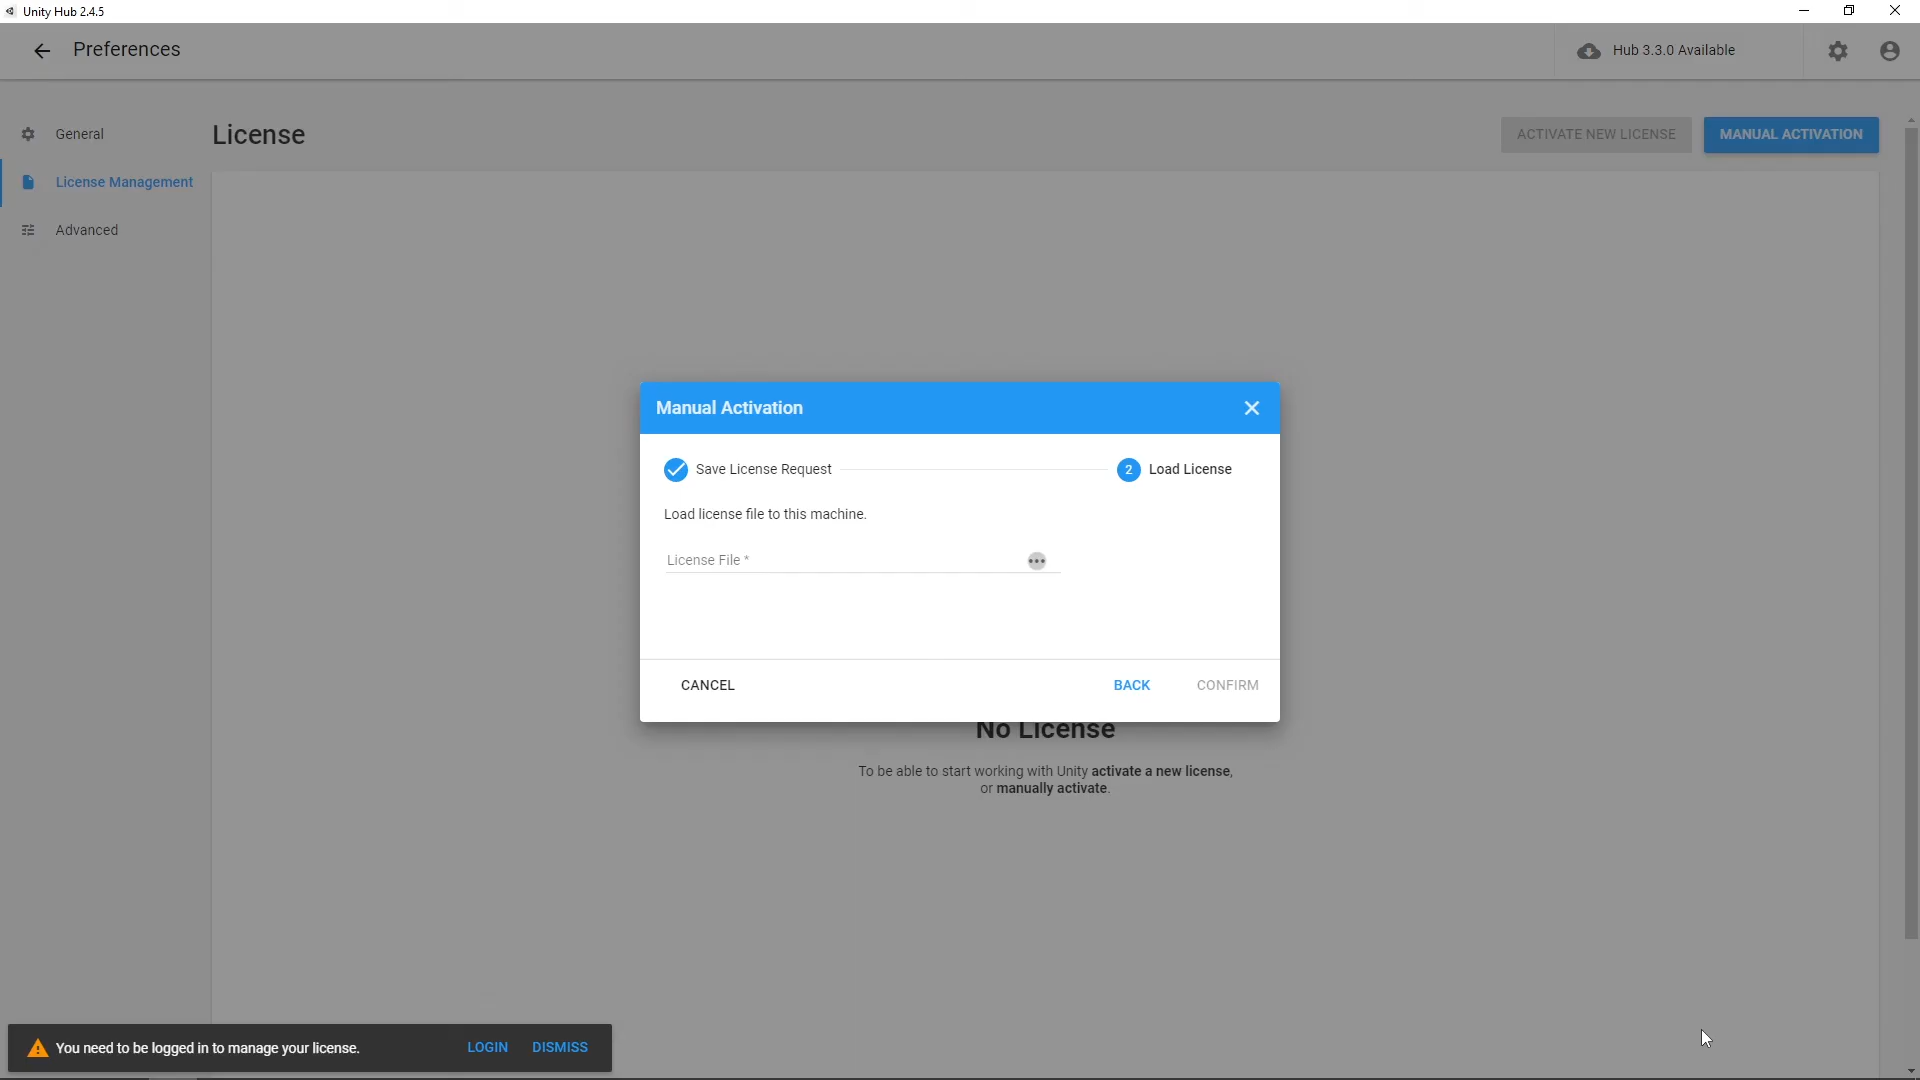 Unity Hub 2.4.5
Preferences
Hub 3.3.0 Available
General
License Management
Advanced
License
ACTIVATE NEW LICENSE
MANUAL ACTIVATION
Manual Activation
Save License Request
2 Load License
Load license file to this machine.
License File *
CANCEL
BACK
CONFIRM
No License
To be able to start working with Unity activate a new license,
or manually activate.
You need to be logged in to manage your license.
LOGIN
DISMISS